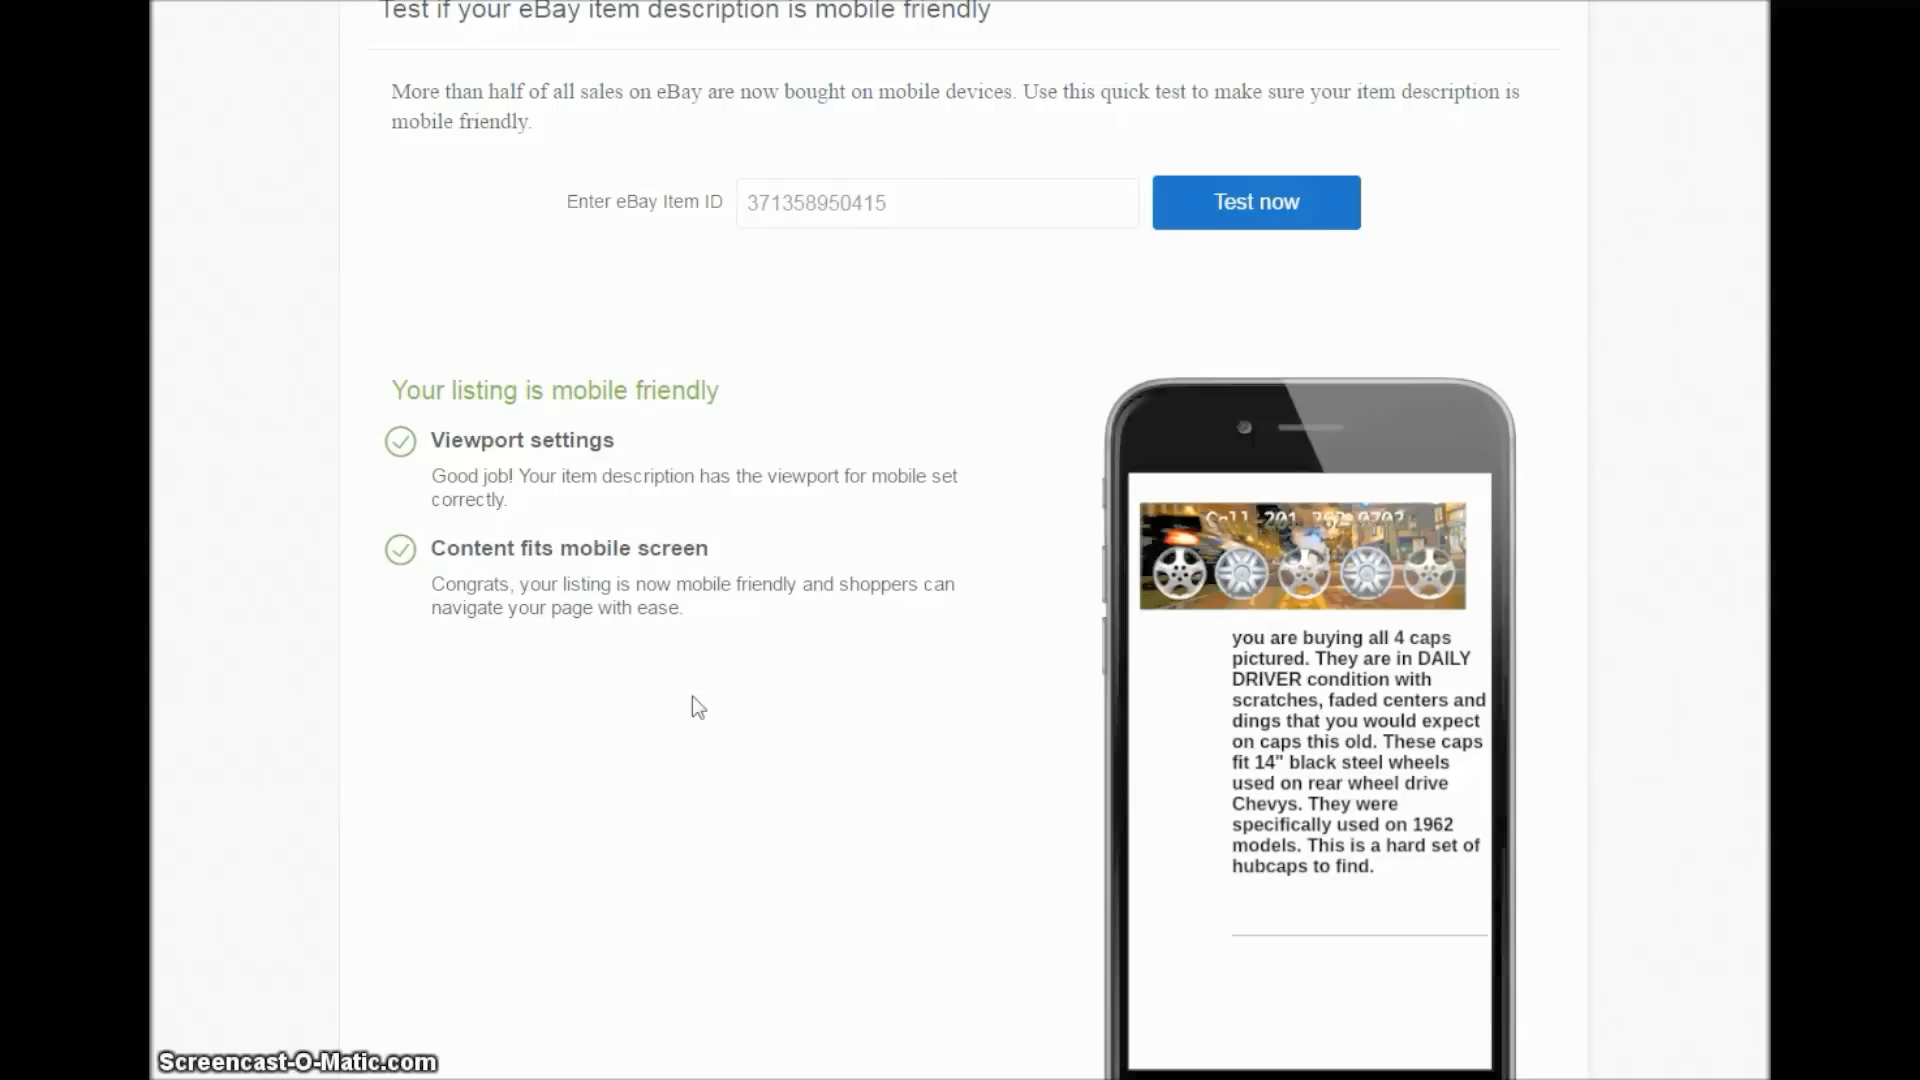 Test if your eBay item description is mobile friendly
More than half of all sales on eBay are now bought on mobile devices. Use this quick test to make sure your item description is
mobile friendly.
Enter eBay Item ID 371358950415 Test now
Your listing is mobile friendly
Viewport settings
Good job! Your item description has the viewport for mobile set
correctly.
Content fits mobile screen
Congrats, your listing is now mobile friendly and shoppers can
navigate your page with ease.
Call 201 262 0702
you are buying all 4 caps
pictured. They are in DAILY
DRIVER condition with
scratches, faded centers and
dings that you would expect
on caps this old. These caps
fit 14" black steel wheels
used on rear wheel drive
Chevys. They were
specifically used on 1962
models. This is a hard set of
hubcaps to find.
Screencast-O-Matic.com